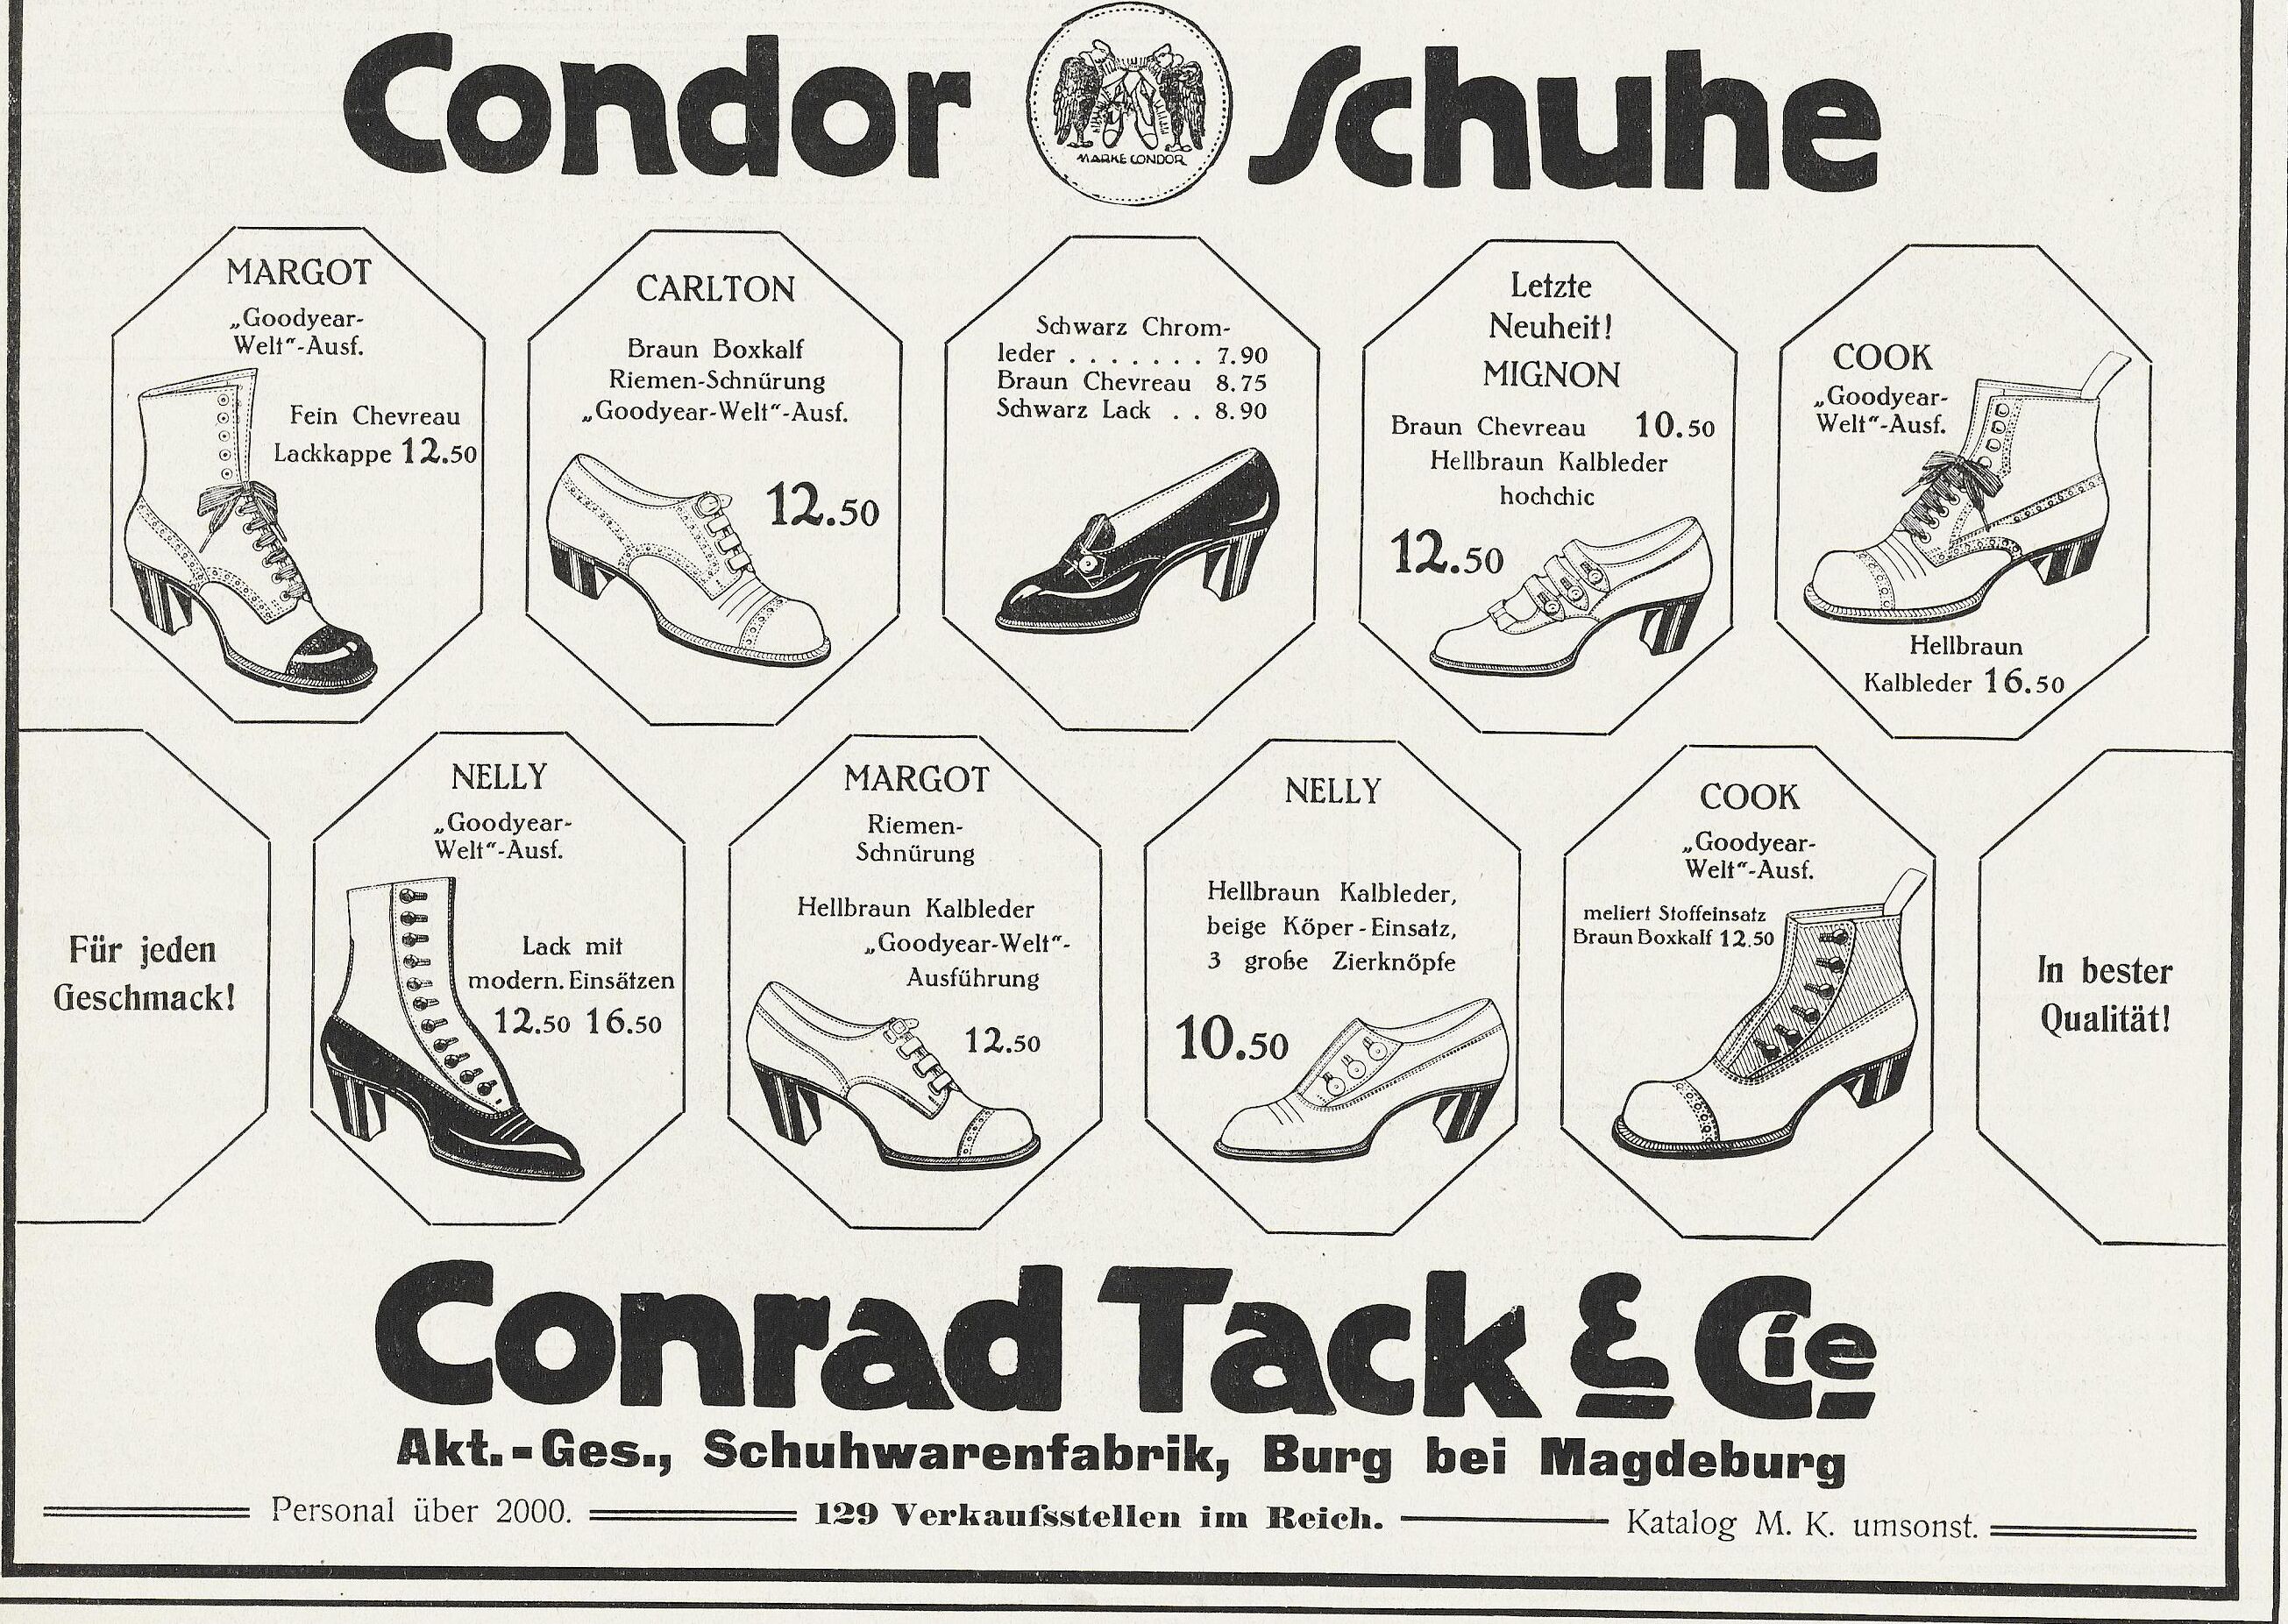 Condor Schuhe
MARKE CONDOR
MARGOT
„Goodyear-
Welt“-Ausf.
Fein Chevreau
Lackkappe 12.50
CARLTON
Braun Boxkalf
Riemen-Schnürung
„Goodyear-Welt“-Ausf.
12.50
Schwarz Chrom-
leder . . . . . . . 7.90
Braun Chevreau 8.75
Schwarz Lack . . 8.90
Letzte
Neuheit!
MIGNON
Braun Chevreau 10.50
Hellbraun Kalbleder
hochchic
12.50
COOK
„Goodyear-
Welt“-Ausf.
Hellbraun
Kalbleder 16.50
Für jeden
Geschmack!
NELLY
„Goodyear-
Welt“-Ausf.
Lack mit
modern. Einsätzen
12.50 16.50
MARGOT
Riemen-
Schnürung
Hellbraun Kalbleder
„Goodyear-Welt“-
Ausführung
12.50
NELLY
Hellbraun Kalbleder,
beige Köper-Einsatz,
3 große Zierknöpfe
10.50
COOK
„Goodyear-
Welt“-Ausf.
meliert Stoffeinsatz
Braun Boxkalf 12.50
In bester
Qualität!
Conrad Tack & Cie
Akt.-Ges., Schuhwarenfabrik, Burg bei Magdeburg
Personal über 2000. 129 Verkaufsstellen im Reich. Katalog M. K. umsonst.